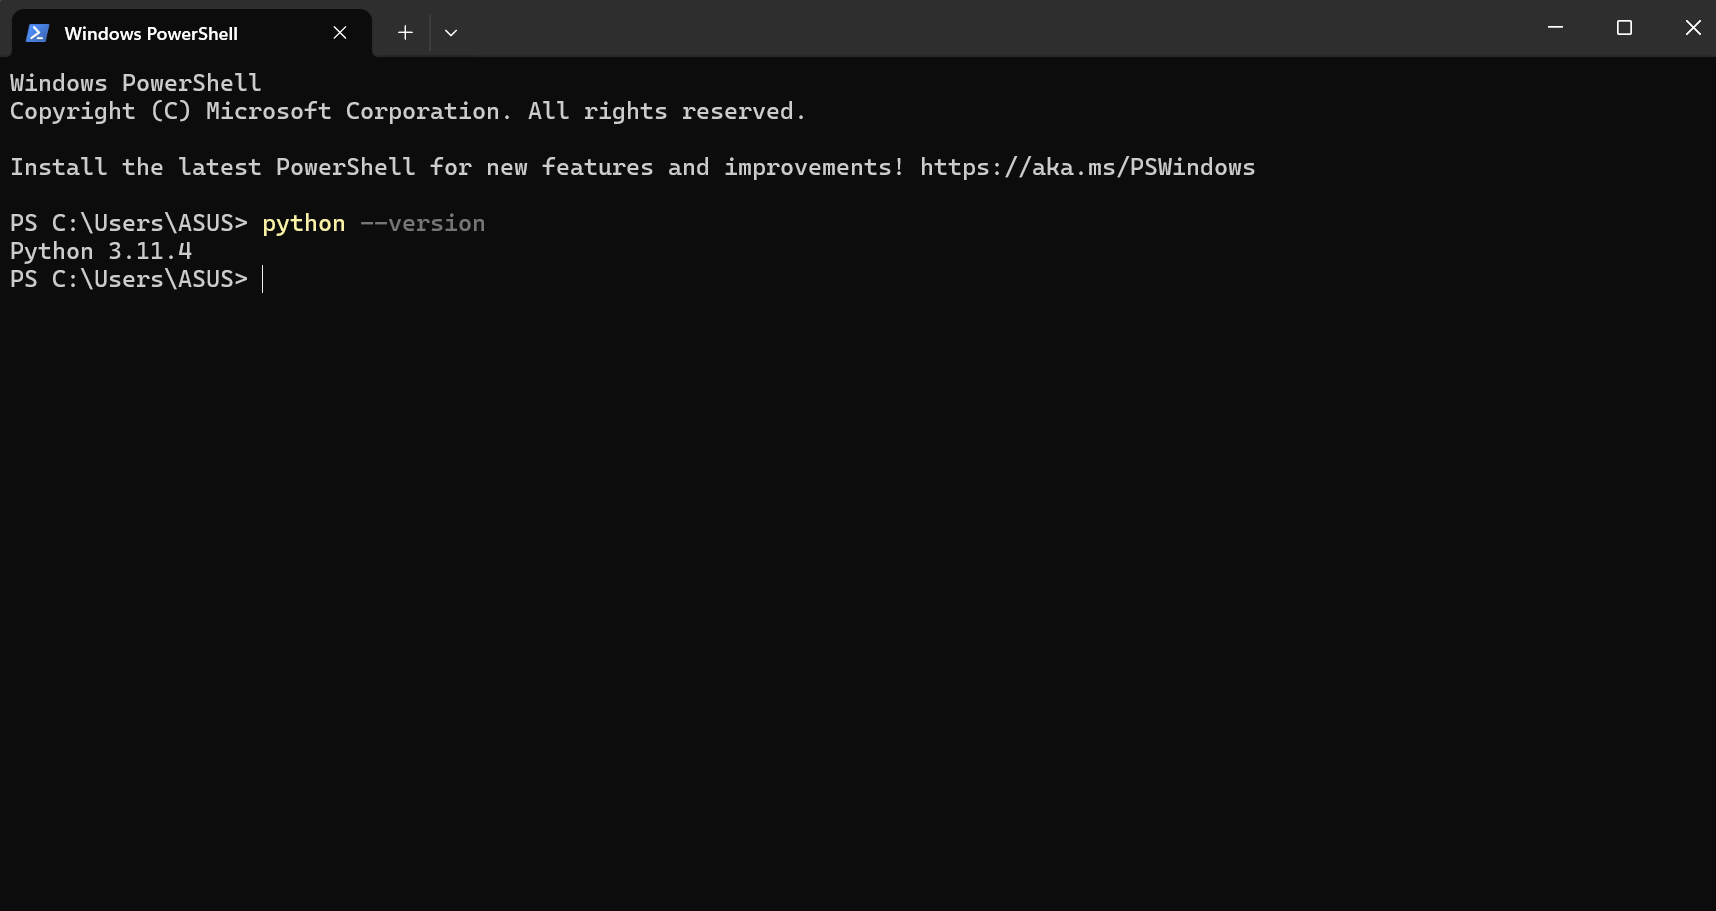 Windows PowerShell
Windows PowerShell
Copyright (C) Microsoft Corporation. All rights reserved.
Install the latest PowerShell for new features and improvements! https://aka.ms/PSWindows
PS C:\Users\ASUS> python --version
Python 3.11.4
PS C:\Users\ASUS>